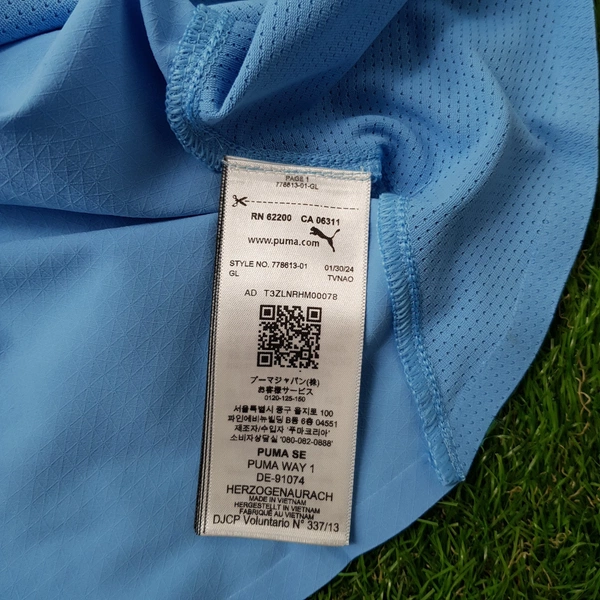 PAGE 1
778613-01-GL
RN 62200 CA 06311
www.puma.com
STYLE NO. 778613-01 01/30/24
GL TVNAO
AD T3ZLNRHM00078
プーマジャパン(株)
お客様サービス
0120-125-150
서울특별시 중구 을지로 100
파인에비뉴빌딩 B동 6층 04551
제조자/수입자 '푸마코리아'
소비자상담실 '080-062-0888'
PUMA SE
PUMA WAY 1
DE-91074
HERZOGENAURACH
MADE IN VIETNAM
HERGESTELLT IN VIETNAM
FABRIQUÉ AU VIETNAM
DJCP Voluntario N° 337/13